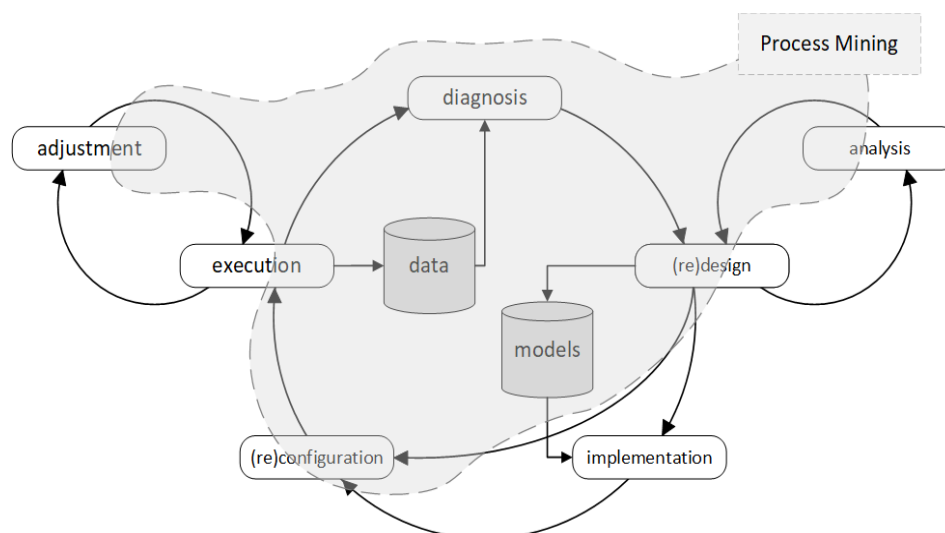 Process Mining
diagnosis
adjustment
analysis
execution
data
(re)design
models
(re)configuration
implementation